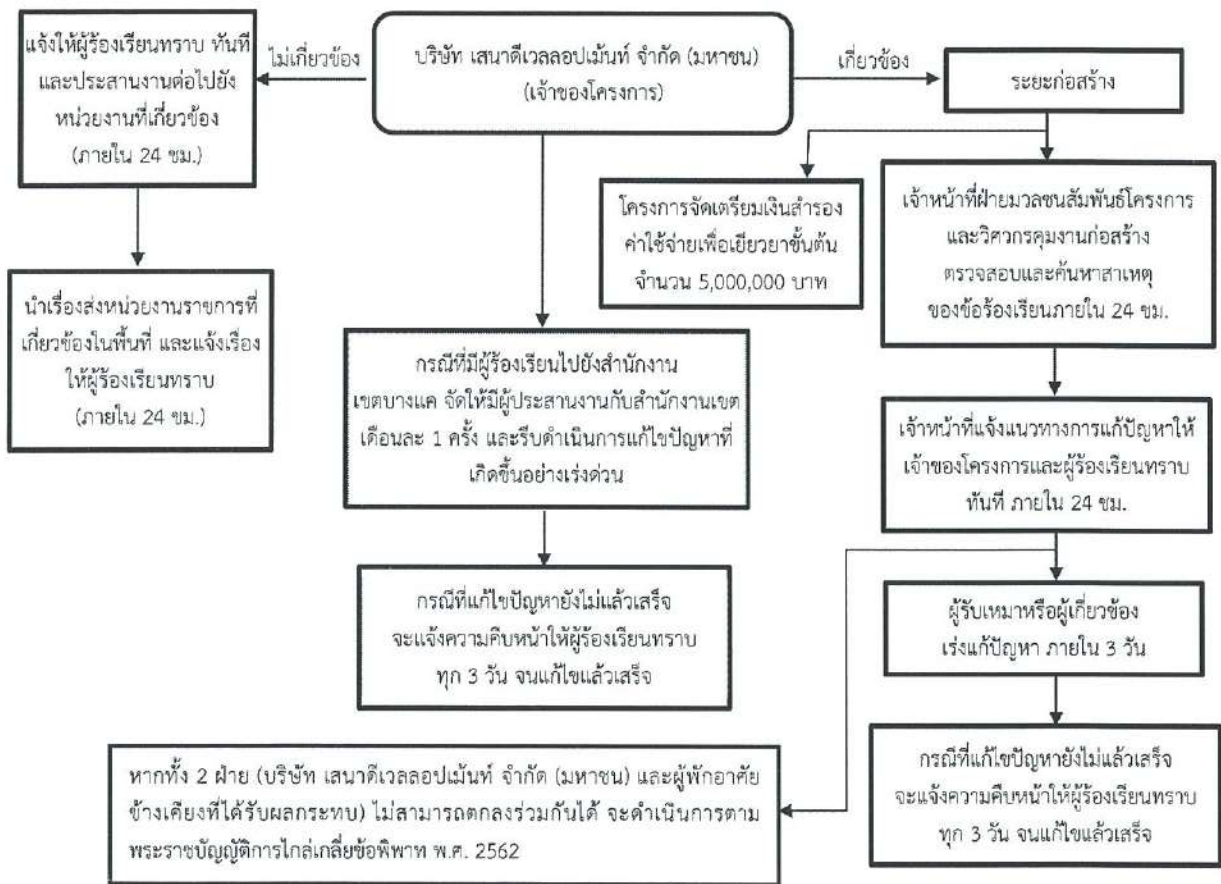 แจ้งให้ผู้ร้องเรียนทราบ ทันที
และประสานงานต่อไปยัง
หน่วยงานที่เกี่ยวข้อง
(ภายใน 24 ชม.)
ไม่เกี่ยวข้อง
บริษัท เสนาดีเวลลอปเม้นท์ จำกัด (มหาชน)
(เจ้าของโครงการ)
เกี่ยวข้อง
ระยะก่อสร้าง
นำเรื่องส่งหน่วยงานราชการที่
เกี่ยวข้องในพื้นที่ และแจ้งเรื่อง
ให้ผู้ร้องเรียนทราบ
(ภายใน 24 ชม.)
โครงการจัดเตรียมเงินสำรอง
ค่าใช้จ่ายเพื่อเยียวยาขั้นต้น
จำนวน 5,000,000 บาท
เจ้าหน้าที่ฝ่ายมวลชนสัมพันธ์โครงการ
และวิศวกรคุมงานก่อสร้าง
ตรวจสอบและค้นหาสาเหตุ
ของข้อร้องเรียนภายใน 24 ชม.
กรณีที่มีผู้ร้องเรียนไปยังสำนักงาน
เขตบางแค จัดให้มีผู้ประสานงานกับสำนักงานเขต
เดือนละ 1 ครั้ง และรีบดำเนินการแก้ไขปัญหาที่
เกิดขึ้นอย่างเร่งด่วน
เจ้าหน้าที่แจ้งแนวทางการแก้ปัญหาให้
เจ้าของโครงการและผู้ร้องเรียนทราบ
ทันที ภายใน 24 ชม.
กรณีที่แก้ไขปัญหายังไม่แล้วเสร็จ
จะแจ้งความคืบหน้าให้ผู้ร้องเรียนทราบ
ทุก 3 วัน จนแก้ไขแล้วเสร็จ
ผู้รับเหมาหรือผู้เกี่ยวข้อง
เร่งแก้ปัญหา ภายใน 3 วัน
หากทั้ง 2 ฝ่าย (บริษัท เสนาดีเวลลอปเม้นท์ จำกัด (มหาชน) และผู้พักอาศัย
ข้างเคียงที่ได้รับผลกระทบ) ไม่สามารถตกลงร่วมกันได้ จะดำเนินการตาม
พระราชบัญญัติการไกล่เกลี่ยข้อพิพาท พ.ศ. 2562
กรณีที่แก้ไขปัญหายังไม่แล้วเสร็จ
จะแจ้งความคืบหน้าให้ผู้ร้องเรียนทราบ
ทุก 3 วัน จนแก้ไขแล้วเสร็จ